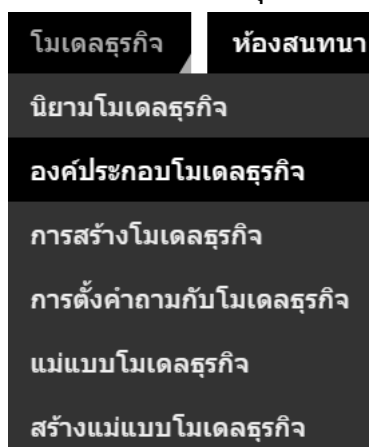 โมเดลธุรกิจ ห้องสนทนา
นิยามโมเดลธุรกิจ
องค์ประกอบโมเดลธุรกิจ
การสร้างโมเดลธุรกิจ
การตั้งคำถามกับโมเดลธุรกิจ
แม่แบบโมเดลธุรกิจ
สร้างแม่แบบโมเดลธุรกิจ